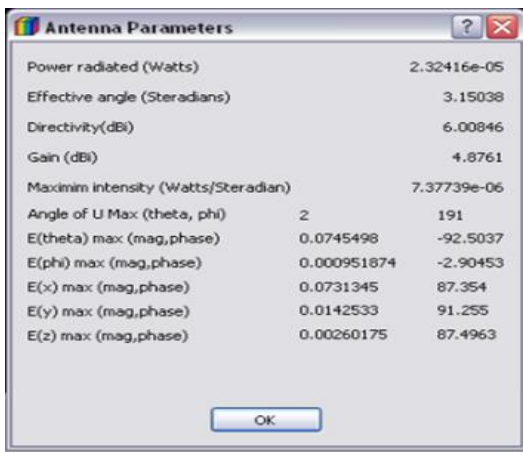 Antenna Parameters
Power radiated (Watts) 2.32416e-05
Effective angle (Steradians) 3.15038
Directivity(dBi) 6.00846
Gain (dBi) 4.8761
Maximim intensity (Watts/Steradian) 7.37739e-06
Angle of U Max (theta, phi) 2 191
E(theta) max (mag,phase) 0.0745498 -92.5037
E(phi) max (mag,phase) 0.000951874 -2.90453
E(x) max (mag,phase) 0.0731345 87.354
E(y) max (mag,phase) 0.0142533 91.255
E(z) max (mag,phase) 0.00260175 87.4963
OK